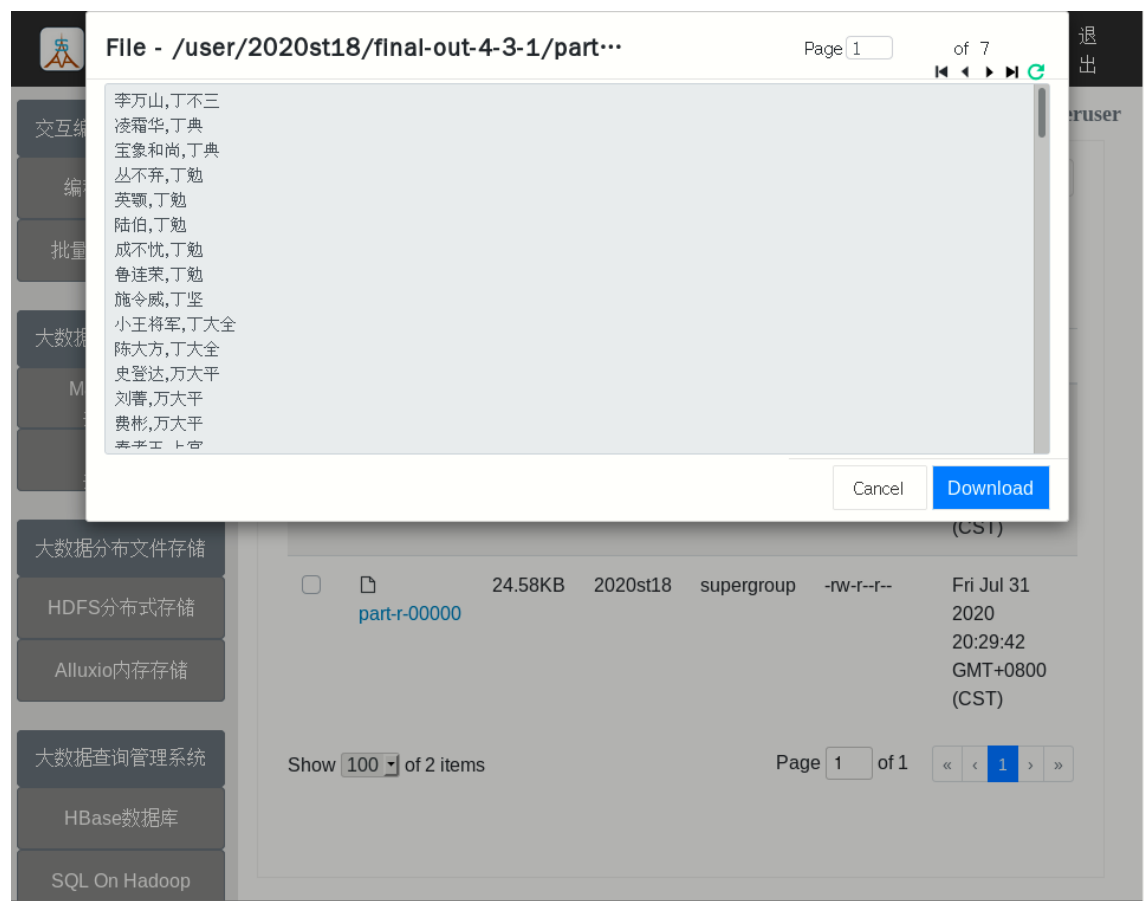 File - /user/2020st18/final-out-4-3-1/part…
Page 1 of 7
退
出
李万山,丁不三
凌霜华,丁典
宝象和尚,丁典
丛不弃,丁勉
英颚,丁勉
陆伯,丁勉
成不忧,丁勉
鲁连荣,丁勉
施令威,丁坚
小王将军,丁大全
陈大方,丁大全
史登达,万大平
刘菁,万大平
费彬,万大平
Cancel
Download
eruser
交互编
编
批量
大数据
M
(CST)
大数据分布文件存储
HDFS分布式存储
Alluxio内存存储
大数据查询管理系统
HBase数据库
SQL On Hadoop
part-r-00000
24.58KB
2020st18
supergroup
-rw-r--r--
Fri Jul 31
2020
20:29:42
GMT+0800
(CST)
Show 100 of 2 items
Page 1 of 1
« ‹ 1 › »